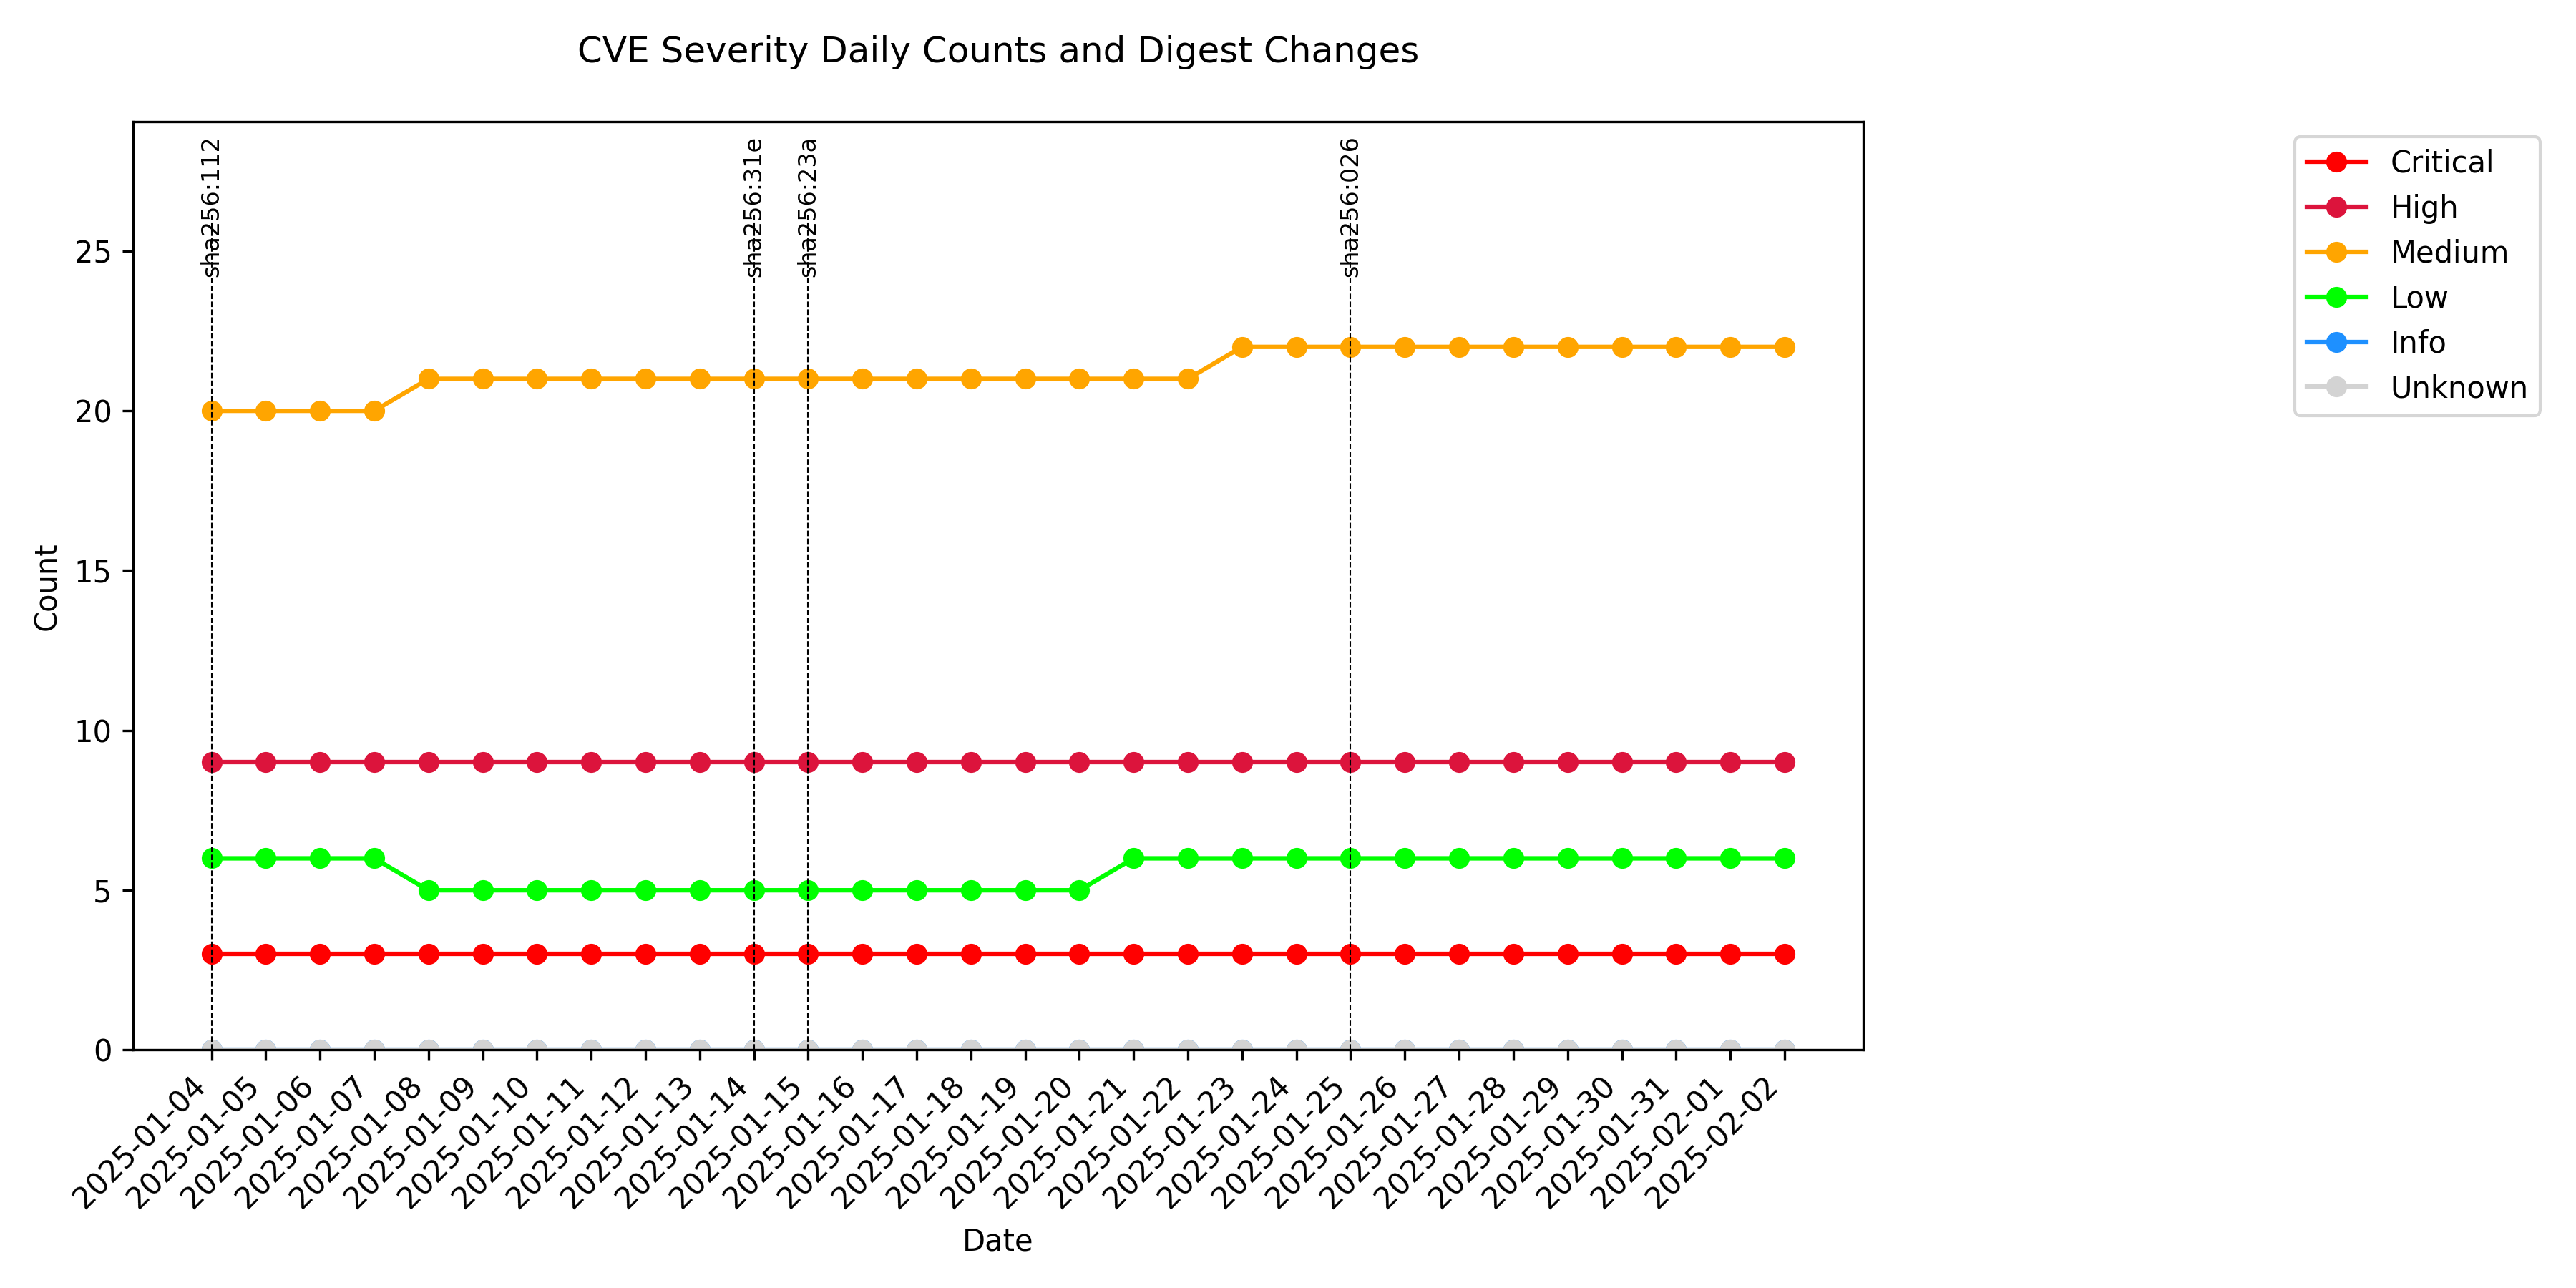 CVE Severity Daily Counts and Digest Changes
sha256:112
sha256:31e
sha256:23a
sha256:026
Critical
High
Medium
Low
Info
Unknown
25
20
15
10
5
0
Count
2025-01-04
2025-01-05
2025-01-06
2025-01-07
2025-01-08
2025-01-09
2025-01-10
2025-01-11
2025-01-12
2025-01-13
2025-01-14
2025-01-15
2025-01-16
2025-01-17
2025-01-18
2025-01-19
2025-01-20
2025-01-21
2025-01-22
2025-01-23
2025-01-24
2025-01-25
2025-01-26
2025-01-27
2025-01-28
2025-01-29
2025-01-30
2025-01-31
2025-02-01
2025-02-02
Date